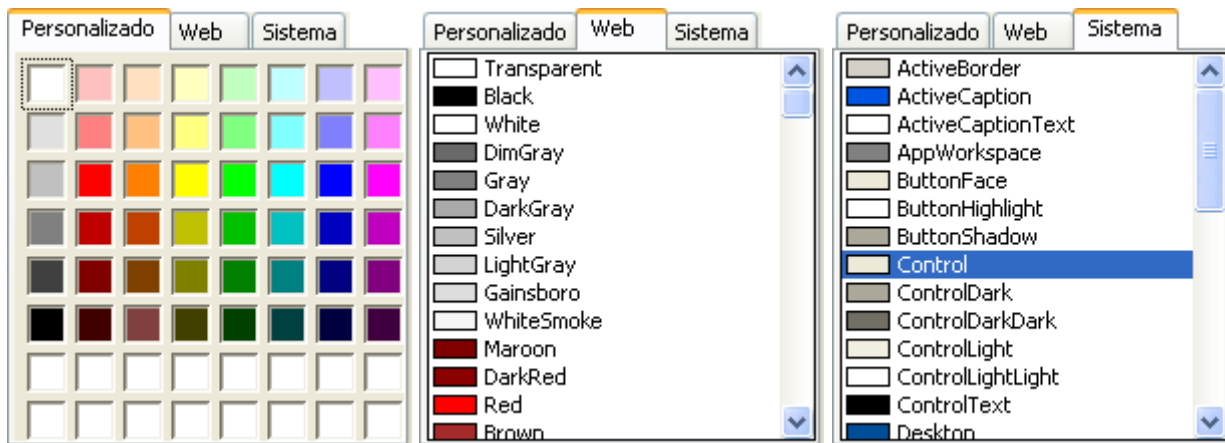 Personalizado Web Sistema
Personalizado Web Sistema
Transparent
Black
White
DimGray
Gray
DarkGray
Silver
LightGray
Gainsboro
WhiteSmoke
Maroon
DarkRed
Red
Brown
Personalizado Web Sistema
ActiveBorder
ActiveCaption
ActiveCaptionText
AppWorkspace
ButtonFace
ButtonHighlight
ButtonShadow
Control
ControlDark
ControlDarkDark
ControlLight
ControlLightLight
ControlText
Desktop